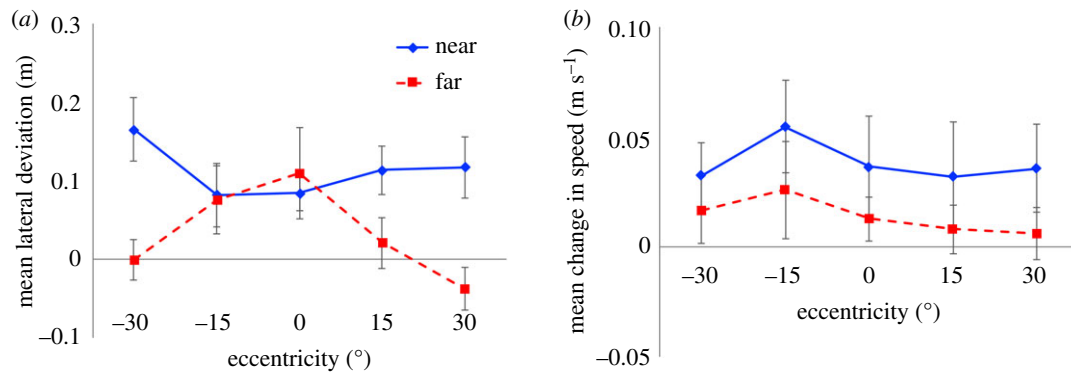 (a)
mean lateral deviation (m)
0.3
0.2
0.1
0
−0.1
near
far
−30
−15
0
15
30
eccentricity (°)
(b)
mean change in speed (m s⁻¹)
0.10
0.05
0
−0.05
−30
−15
0
15
30
eccentricity (°)